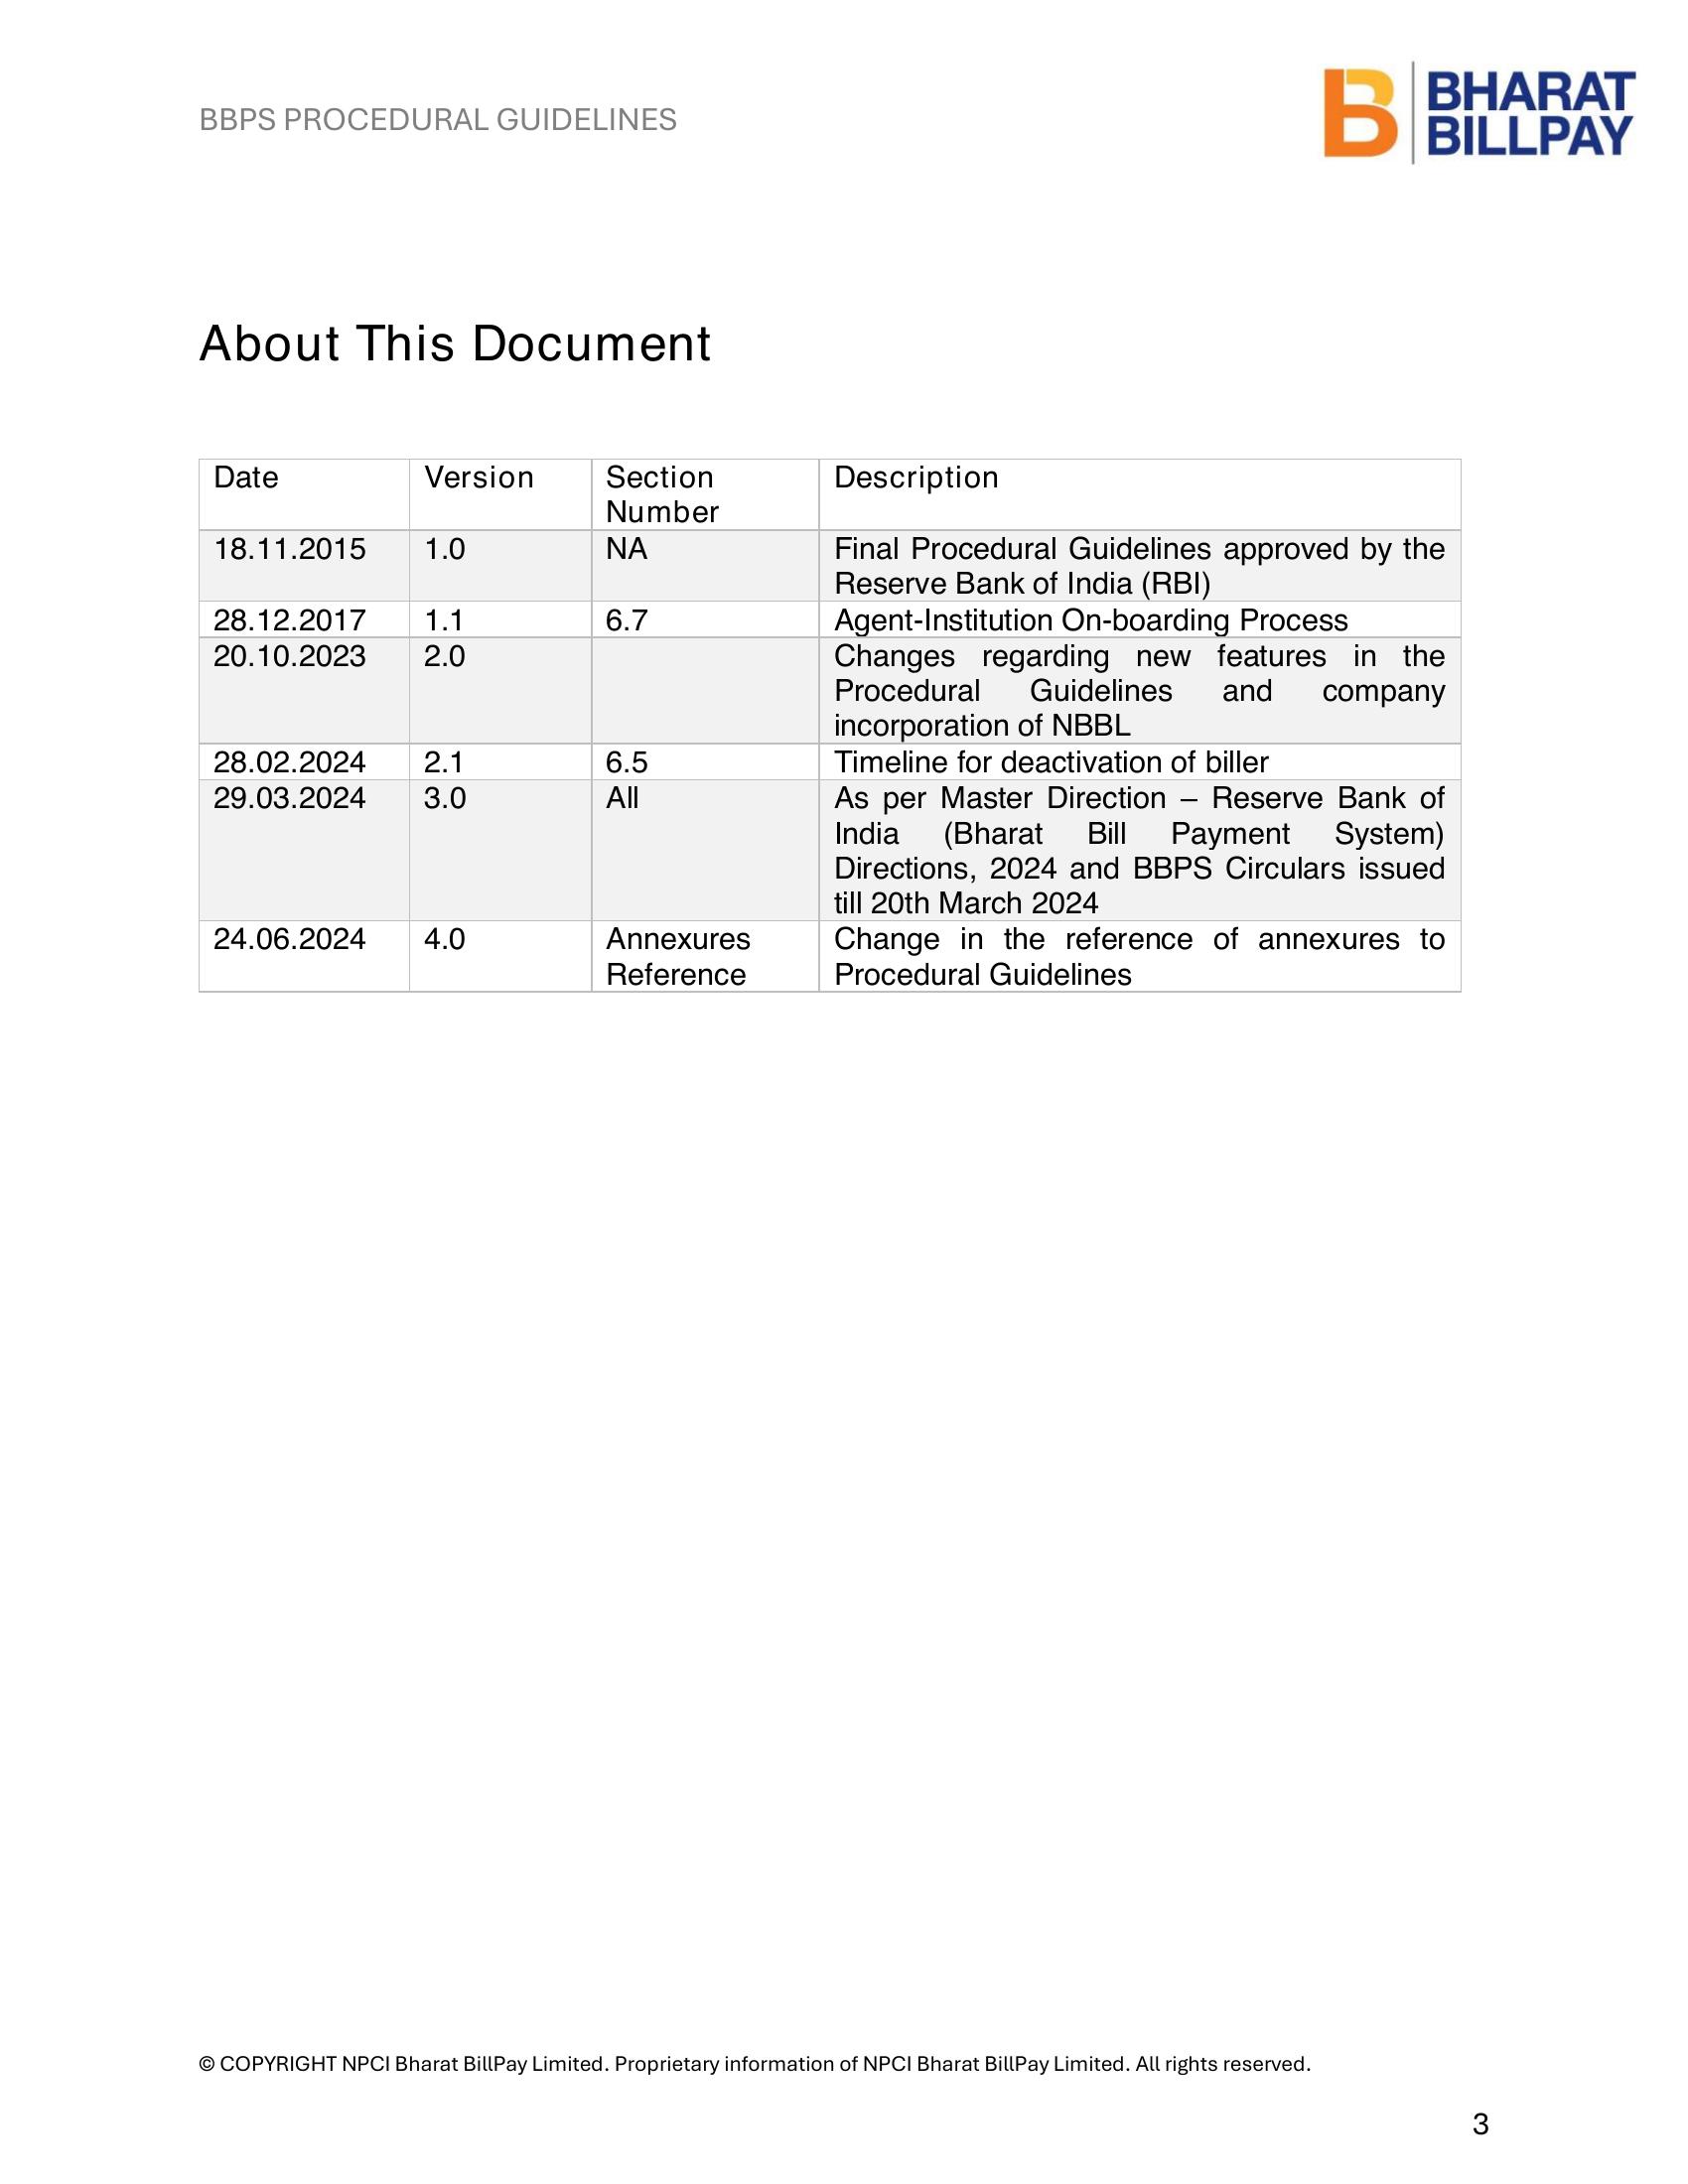 BBPS PROCEDURAL GUIDELINES
BHARAT
BILLPAY
About This Document
Date Version Section Description
Number
18.11.2015 1.0 NA Final Procedural Guidelines approved by the
Reserve Bank of India (RBI)
28.12.2017 1.1 6.7 Agent-Institution On-boarding Process
20.10.2023 2.0 Changes regarding new features in the
Procedural Guidelines and company
incorporation of NBBL
28.02.2024 2.1 6.5 Timeline for deactivation of biller
29.03.2024 3.0 All As per Master Direction – Reserve Bank of
India (Bharat Bill Payment System)
Directions, 2024 and BBPS Circulars issued
till 20th March 2024
24.06.2024 4.0 Annexures Change in the reference of annexures to
Reference Procedural Guidelines
© COPYRIGHT NPCI Bharat BillPay Limited. Proprietary information of NPCI Bharat BillPay Limited. All rights reserved.
3